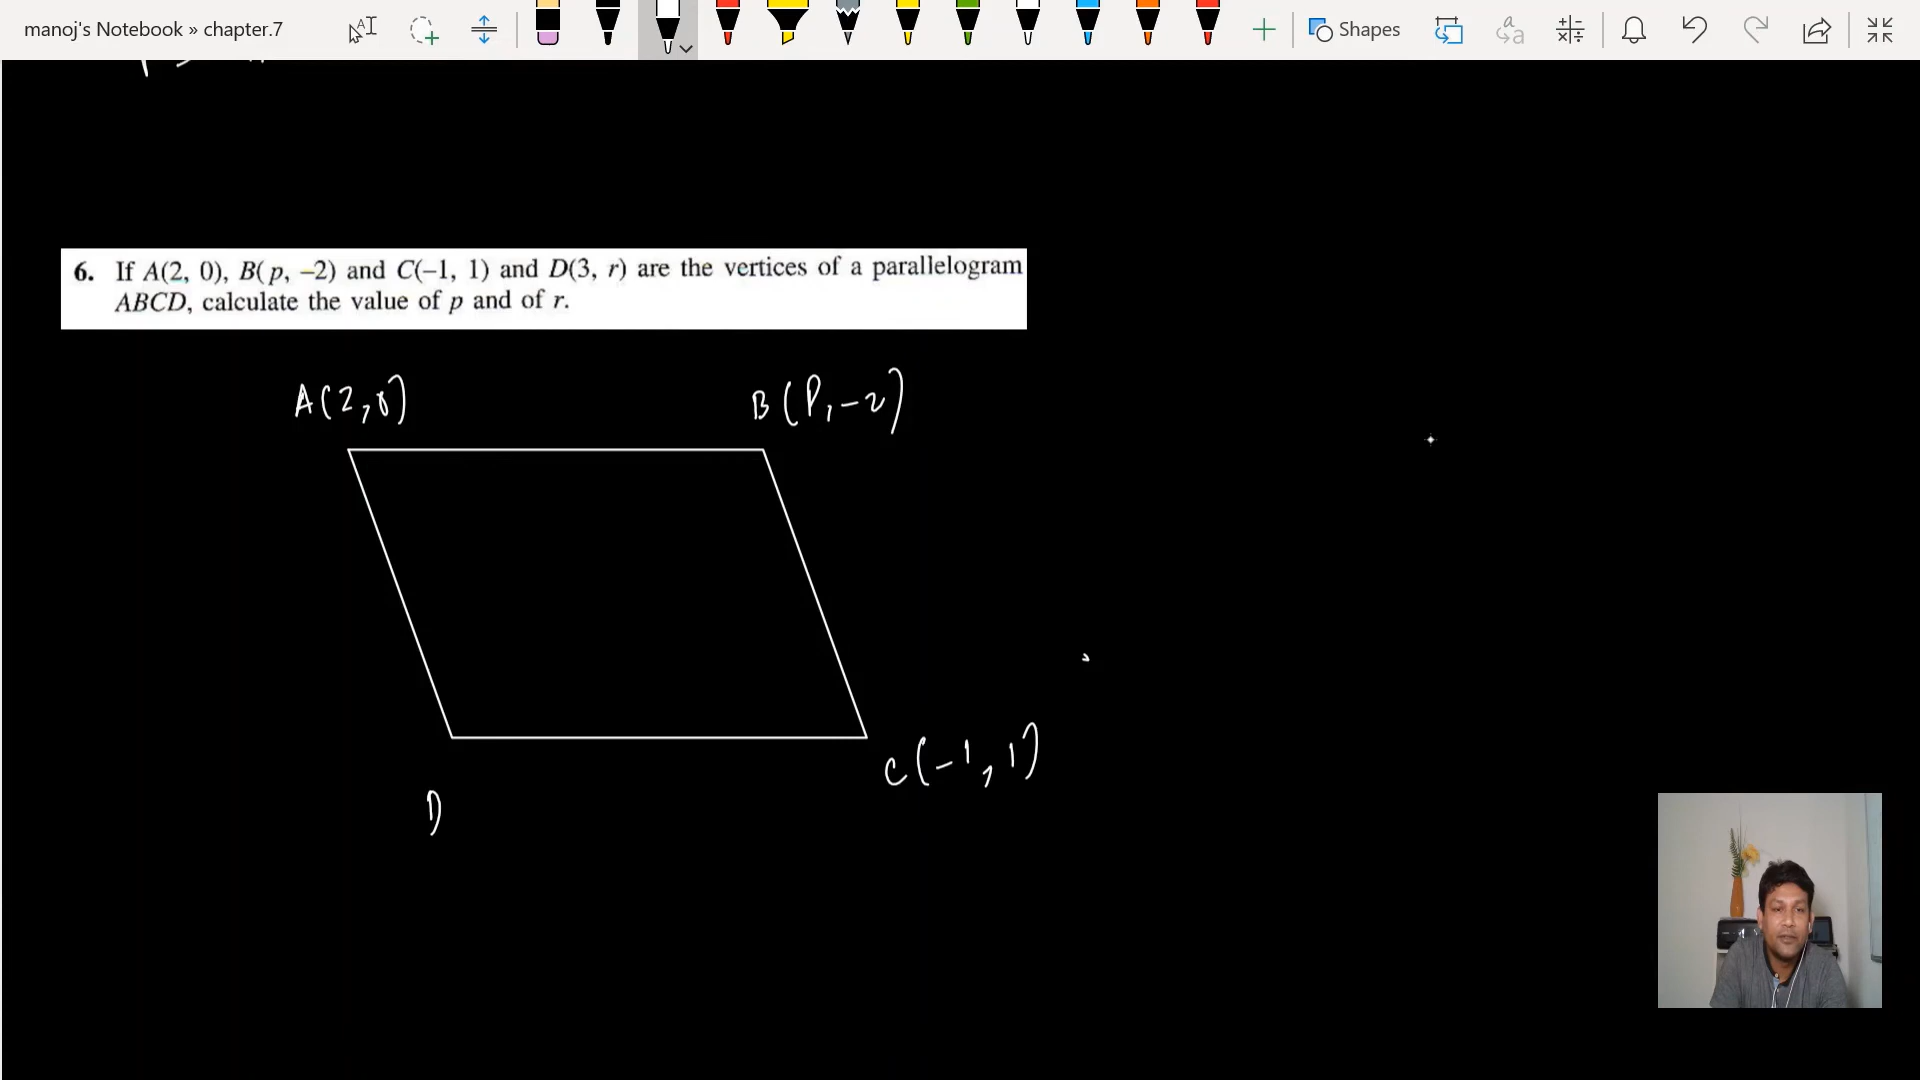 manoj's Notebook » chapter.7
Shapes
6. If A(2, 0), B(p, –2) and C(–1, 1) and D(3, r) are the vertices of a parallelogram
ABCD, calculate the value of p and of r.
A(2,0)
B(P,-2)
C(-1,1)
D